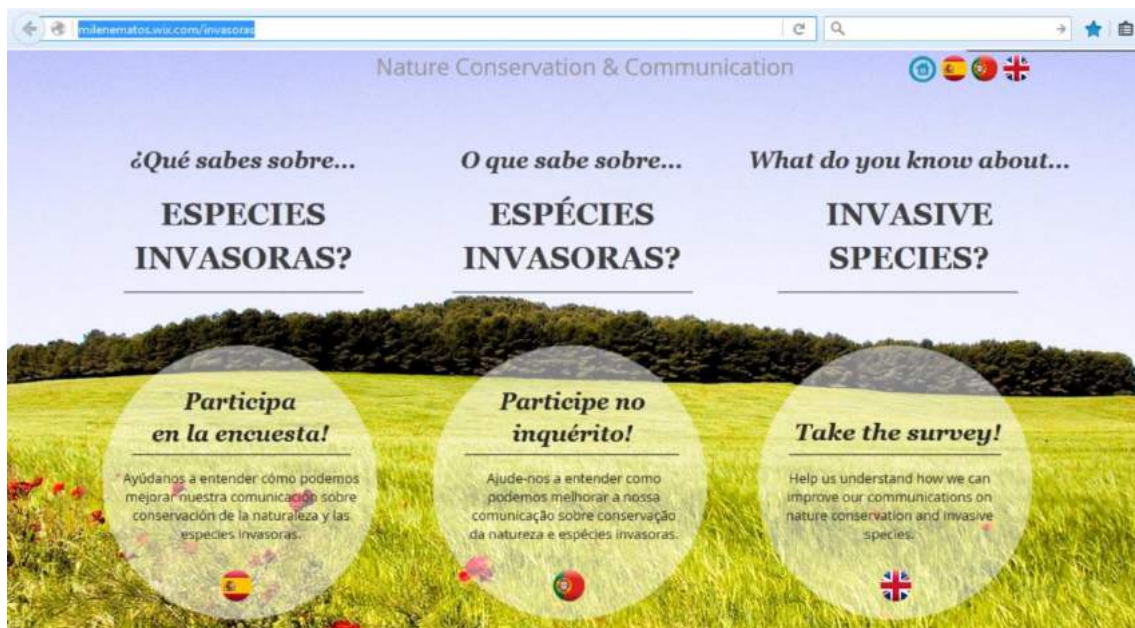 milenematos.wix.com/invasoras
Nature Conservation & Communication
¿Qué sabes sobre...
ESPECIES
INVASORAS?
O que sabe sobre...
ESPÉCIES
INVASORAS?
What do you know about...
INVASIVE
SPECIES?
Participa
en la encuesta!
Ayúdanos a entender cómo podemos
mejorar nuestra comunicación sobre
conservación de la naturaleza y las
especies invasoras.
Participe no
inquérito!
Ajude-nos a entender como
podemos melhorar a nossa
comunicação sobre conservação
da natureza e espécies invasoras.
Take the survey!
Help us understand how we can
improve our communications on
nature conservation and invasive
species.